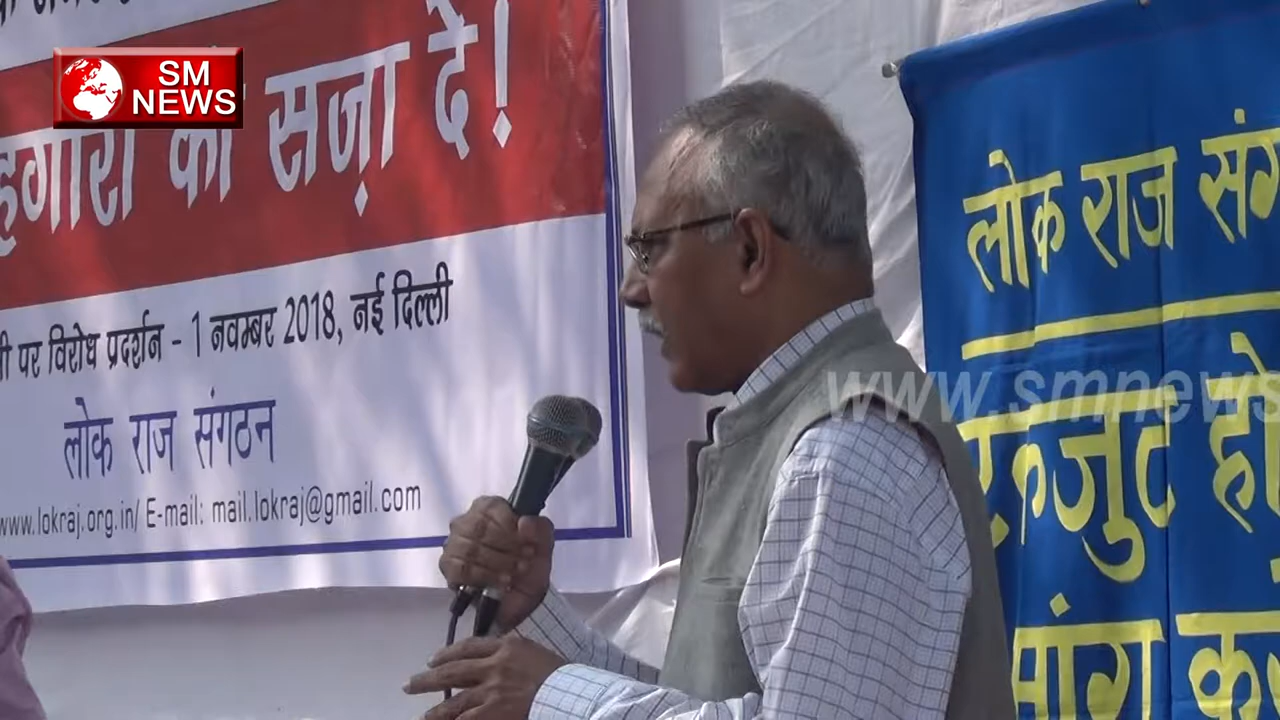 SM
NEWS
को सज़ा दे!
पर विरोध प्रदर्शन - 1 नवम्बर 2018, नई दिल्ली
लोक राज संगठन
www.lokraj.org.in/ E-mail: mail.lokraj@gmail.com
लोक राज
www.smnews
एकजुट
मांग